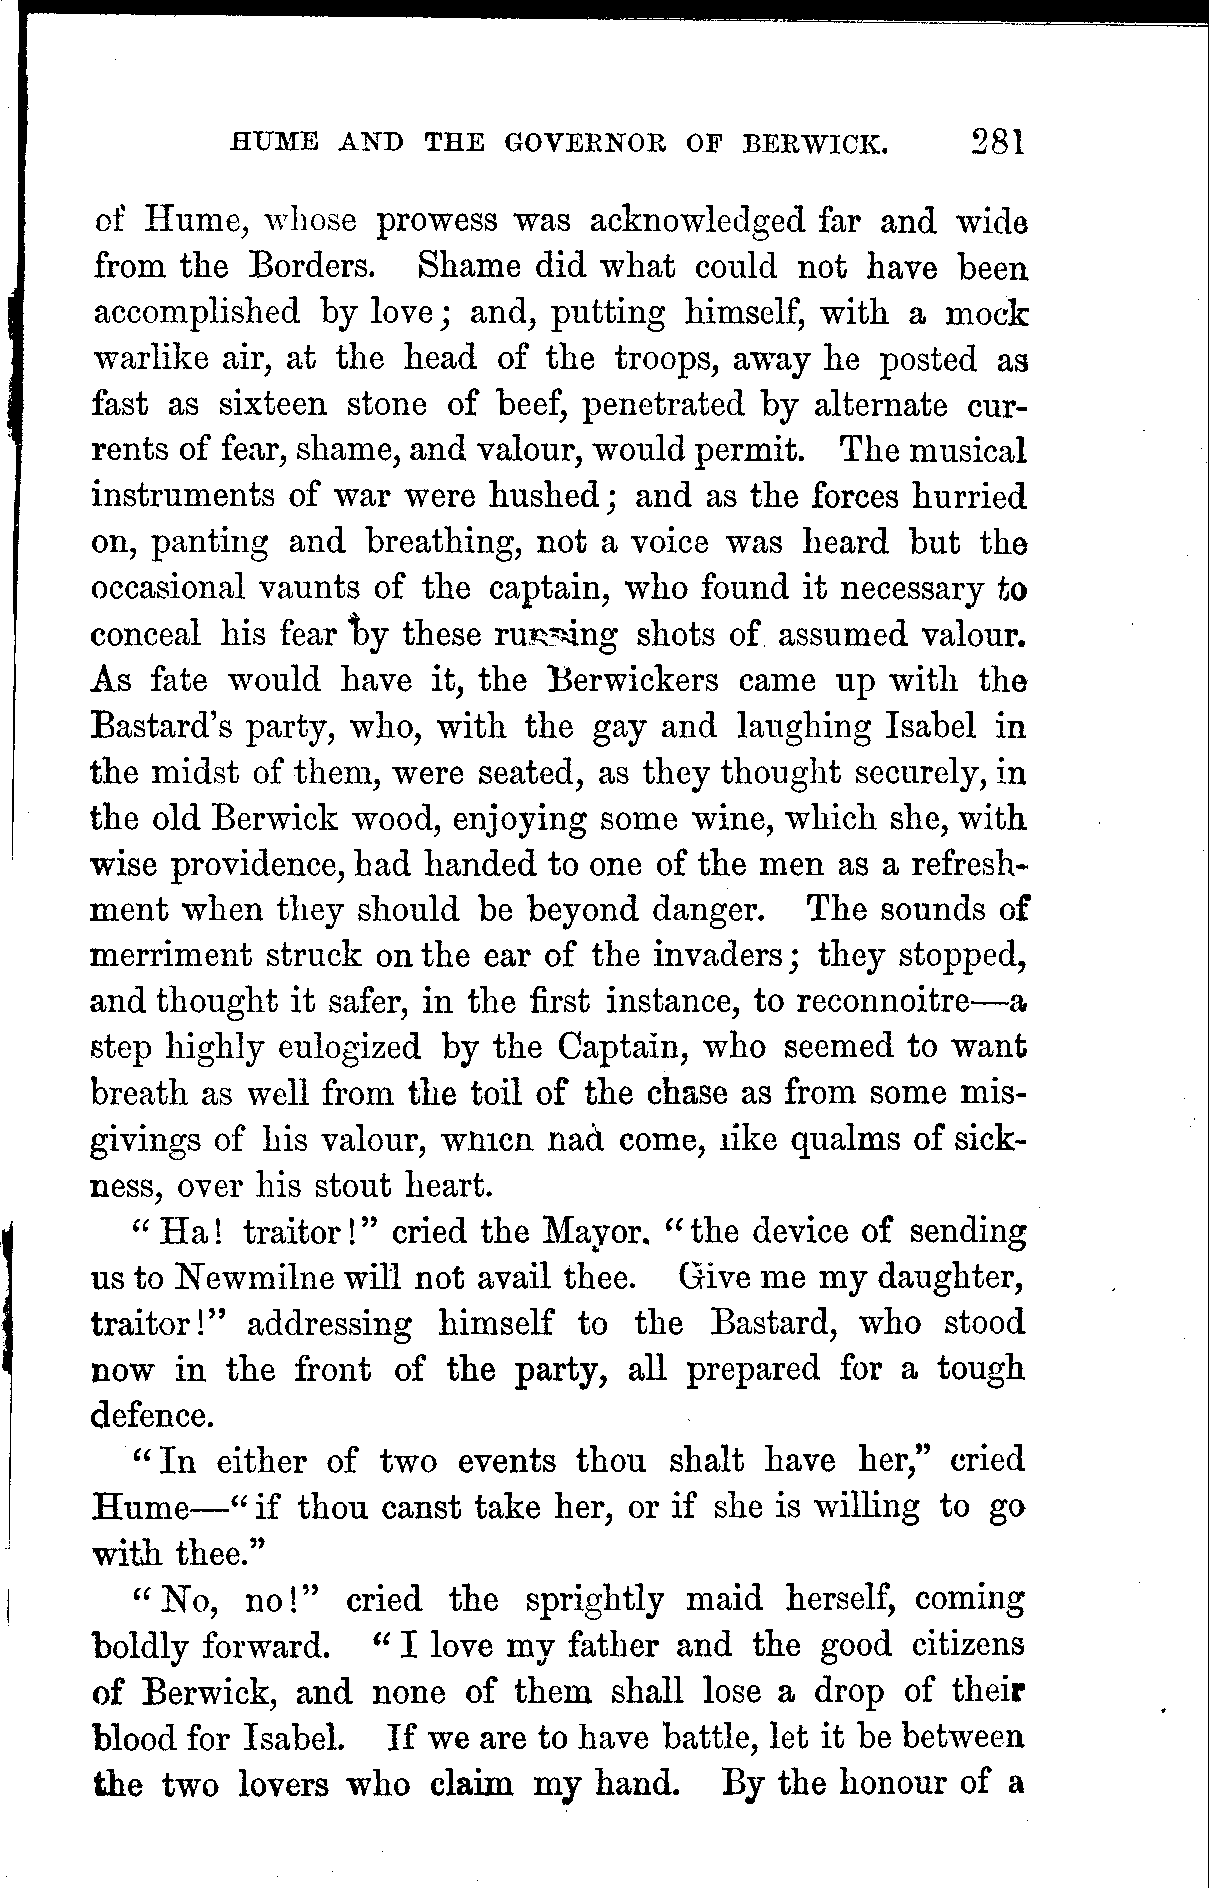 HUME AND THE GOVERNOR OF BERWICK. 281
of Hume, whose prowess was acknowledged far and wide
from the Borders. Shame did what could not have been
accomplished by love; and, putting himself, with a mock
warlike air, at the head of the troops, away he posted as
fast as sixteen stone of beef, penetrated by alternate cur-
rents of fear, shame, and valour, would permit. The musical
instruments of war were hushed; and as the forces hurried
on, panting and breathing, not a voice was heard but the
occasional vaunts of the captain, who found it necessary to
conceal his fear by these running shots of assumed valour.
As fate would have it, the Berwickers came up with the
Bastard's party, who, with the gay and laughing Isabel in
the midst of them, were seated, as they thought securely, in
the old Berwick wood, enjoying some wine, which she, with
wise providence, had handed to one of the men as a refresh-
ment when they should be beyond danger. The sounds of
merriment struck on the ear of the invaders; they stopped,
and thought it safer, in the first instance, to reconnoitre—a
step highly eulogized by the Captain, who seemed to want
breath as well from the toil of the chase as from some mis-
givings of his valour, which had come, like qualms of sick-
ness, over his stout heart.
"Ha! traitor!" cried the Mayor. "the device of sending
us to Newmilne will not avail thee. Give me my daughter,
traitor!" addressing himself to the Bastard, who stood
now in the front of the party, all prepared for a tough
defence.
"In either of two events thou shalt have her," cried
Hume—"if thou canst take her, or if she is willing to go
with thee."
"No, no!" cried the sprightly maid herself, coming
boldly forward. "I love my father and the good citizens
of Berwick, and none of them shall lose a drop of their
blood for Isabel. If we are to have battle, let it be between
the two lovers who claim my hand. By the honour of a